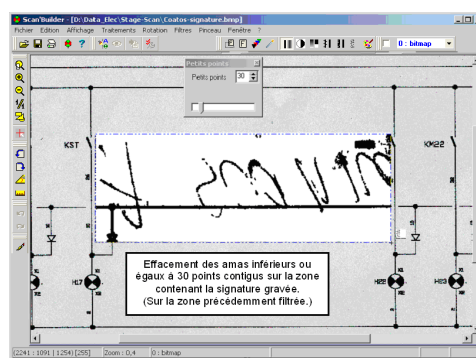 Scan'Builder - [D:\Data_Elec\Stage-Scan\Coatos-signature.bmp]
Fichier Edition Affichage Traitements Rotation Filtres Pinceau Fenêtre ?
0 : bitmap
Petits points
Petits points 30
KST
KM22
H17
H22
H23
Effacement des amas inférieurs ou
égaux à 30 points contigus sur la zone
contenant la signature gravée.
(Sur la zone précédemment filtrée.)
(2241 : 1091 | 1254) [255] Zoom : 0,4 0 : bitmap